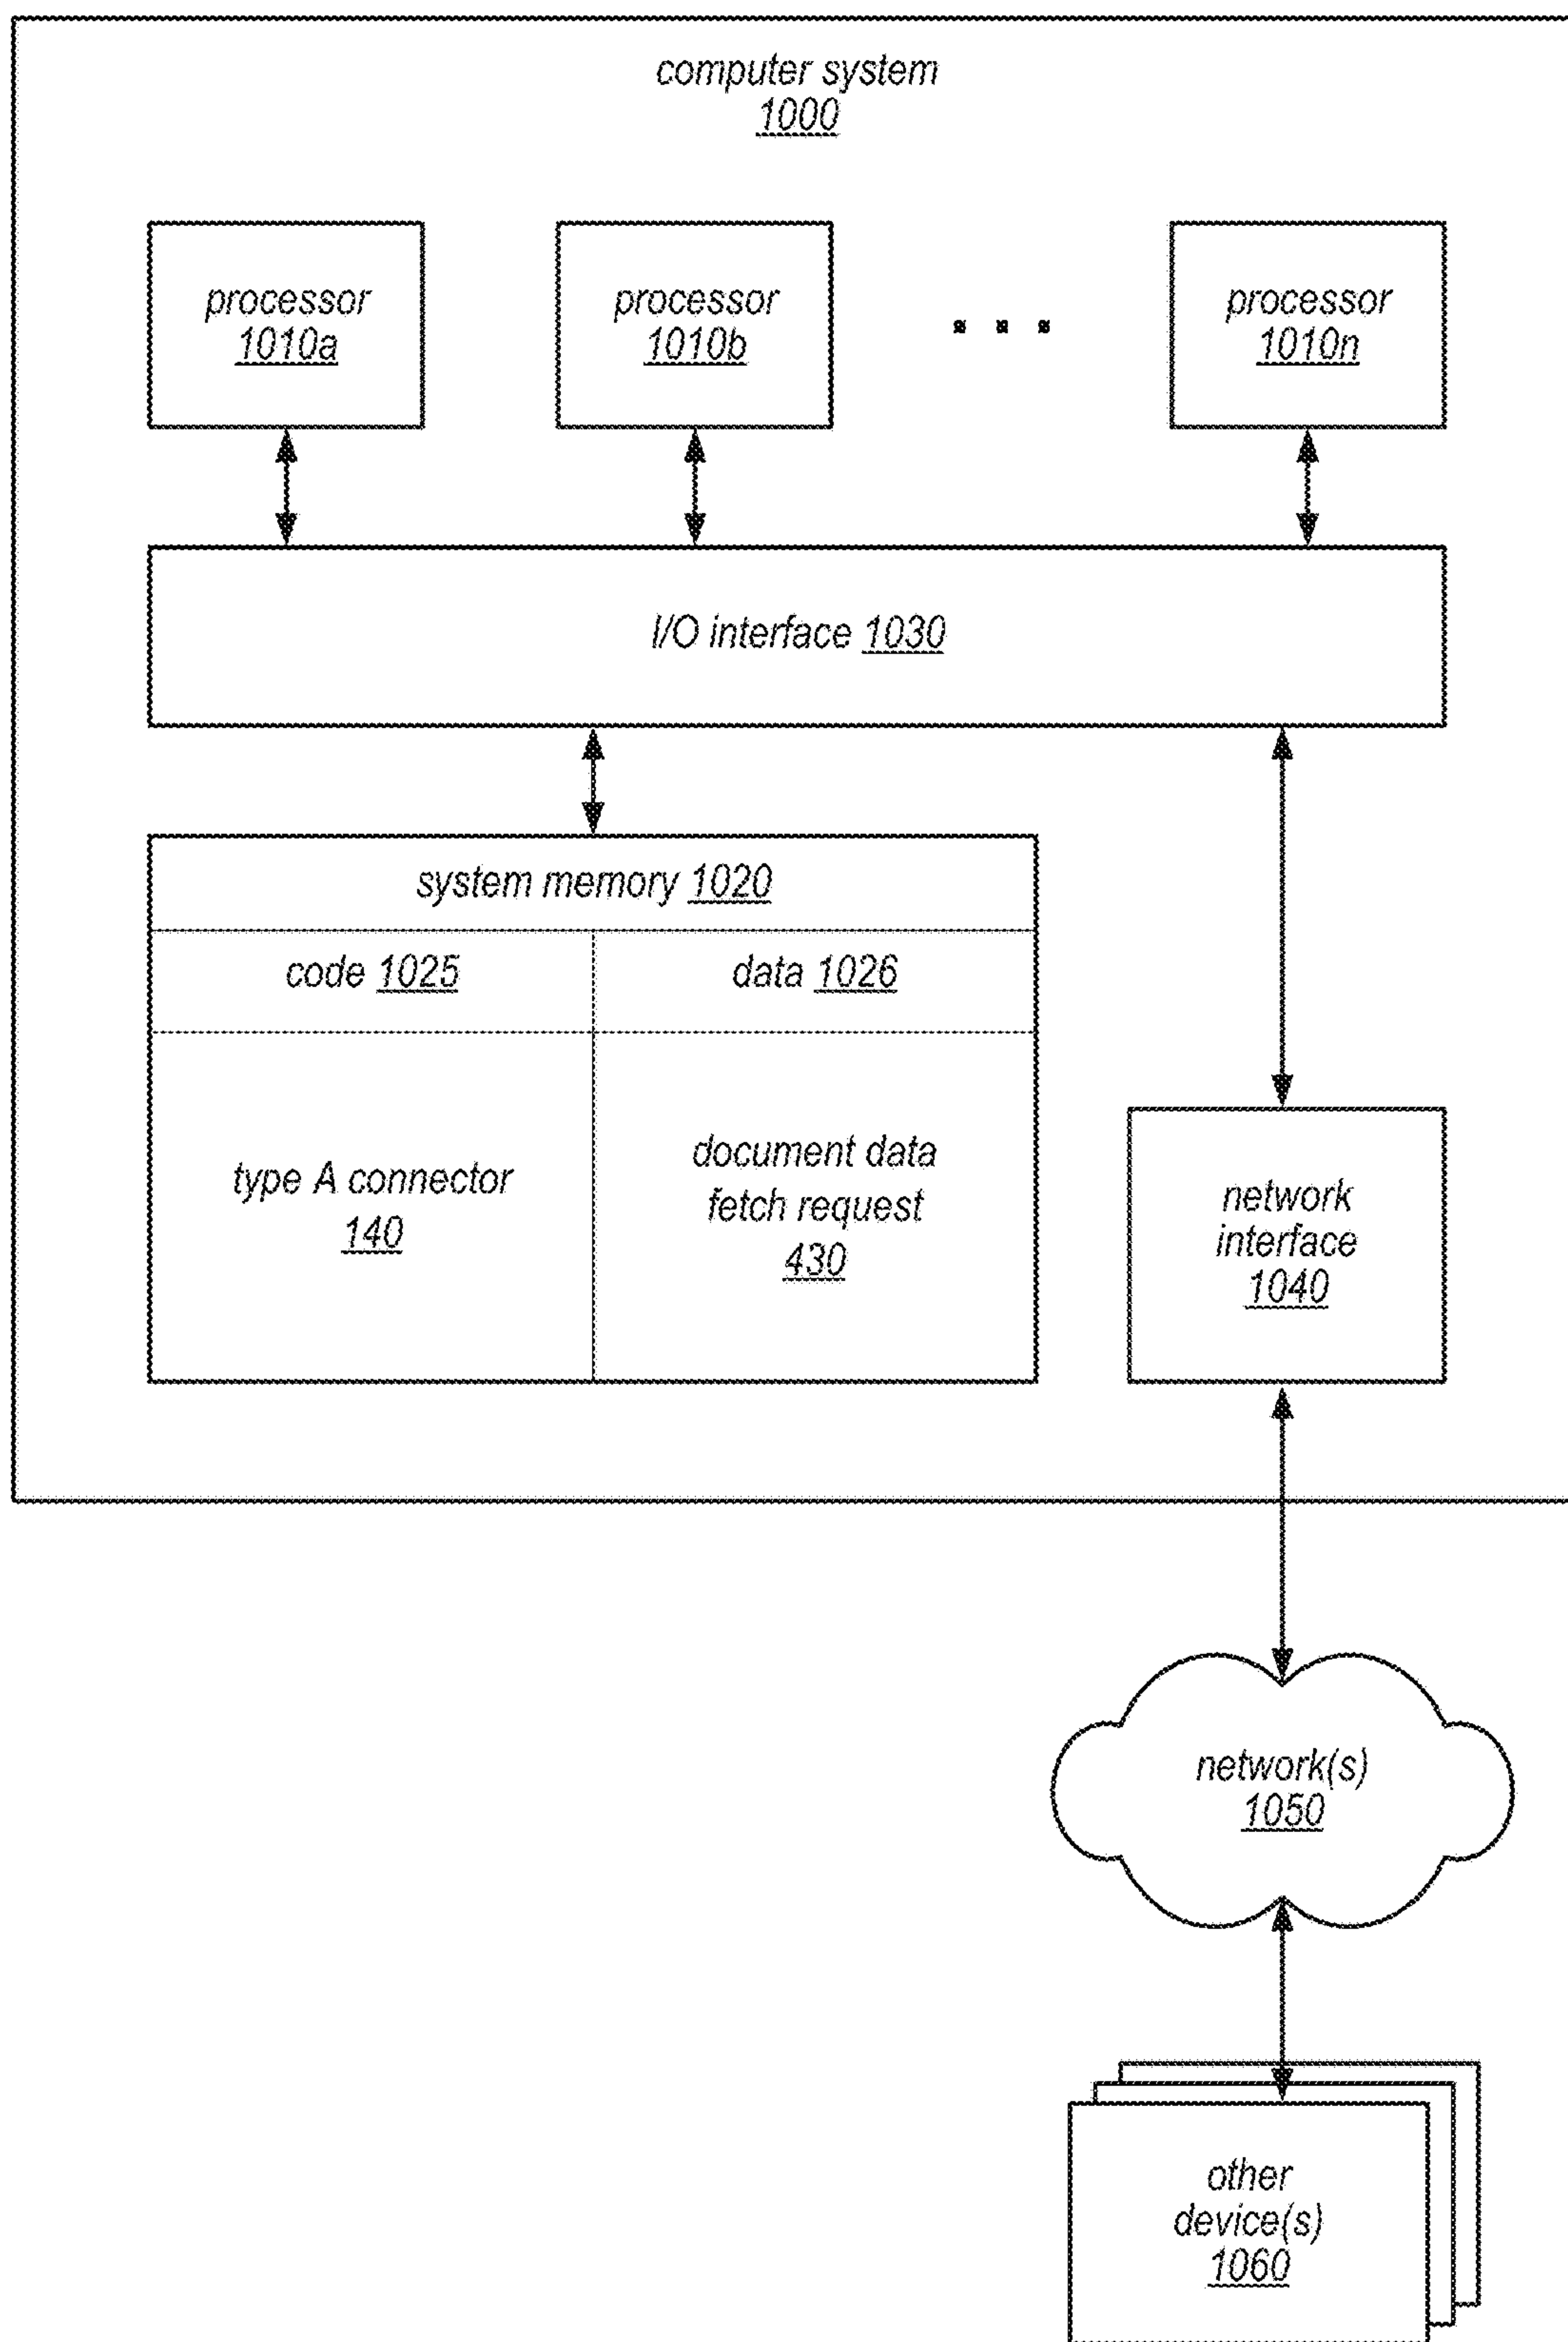 computer system
1000
processor
1010a
processor
1010b
processor
1010n
I/O interface 1030
system memory 1020
code 1025
data 1026
type A connector
140
document data
fetch request
430
network
interface
1040
network(s)
1050
other
device(s)
1060